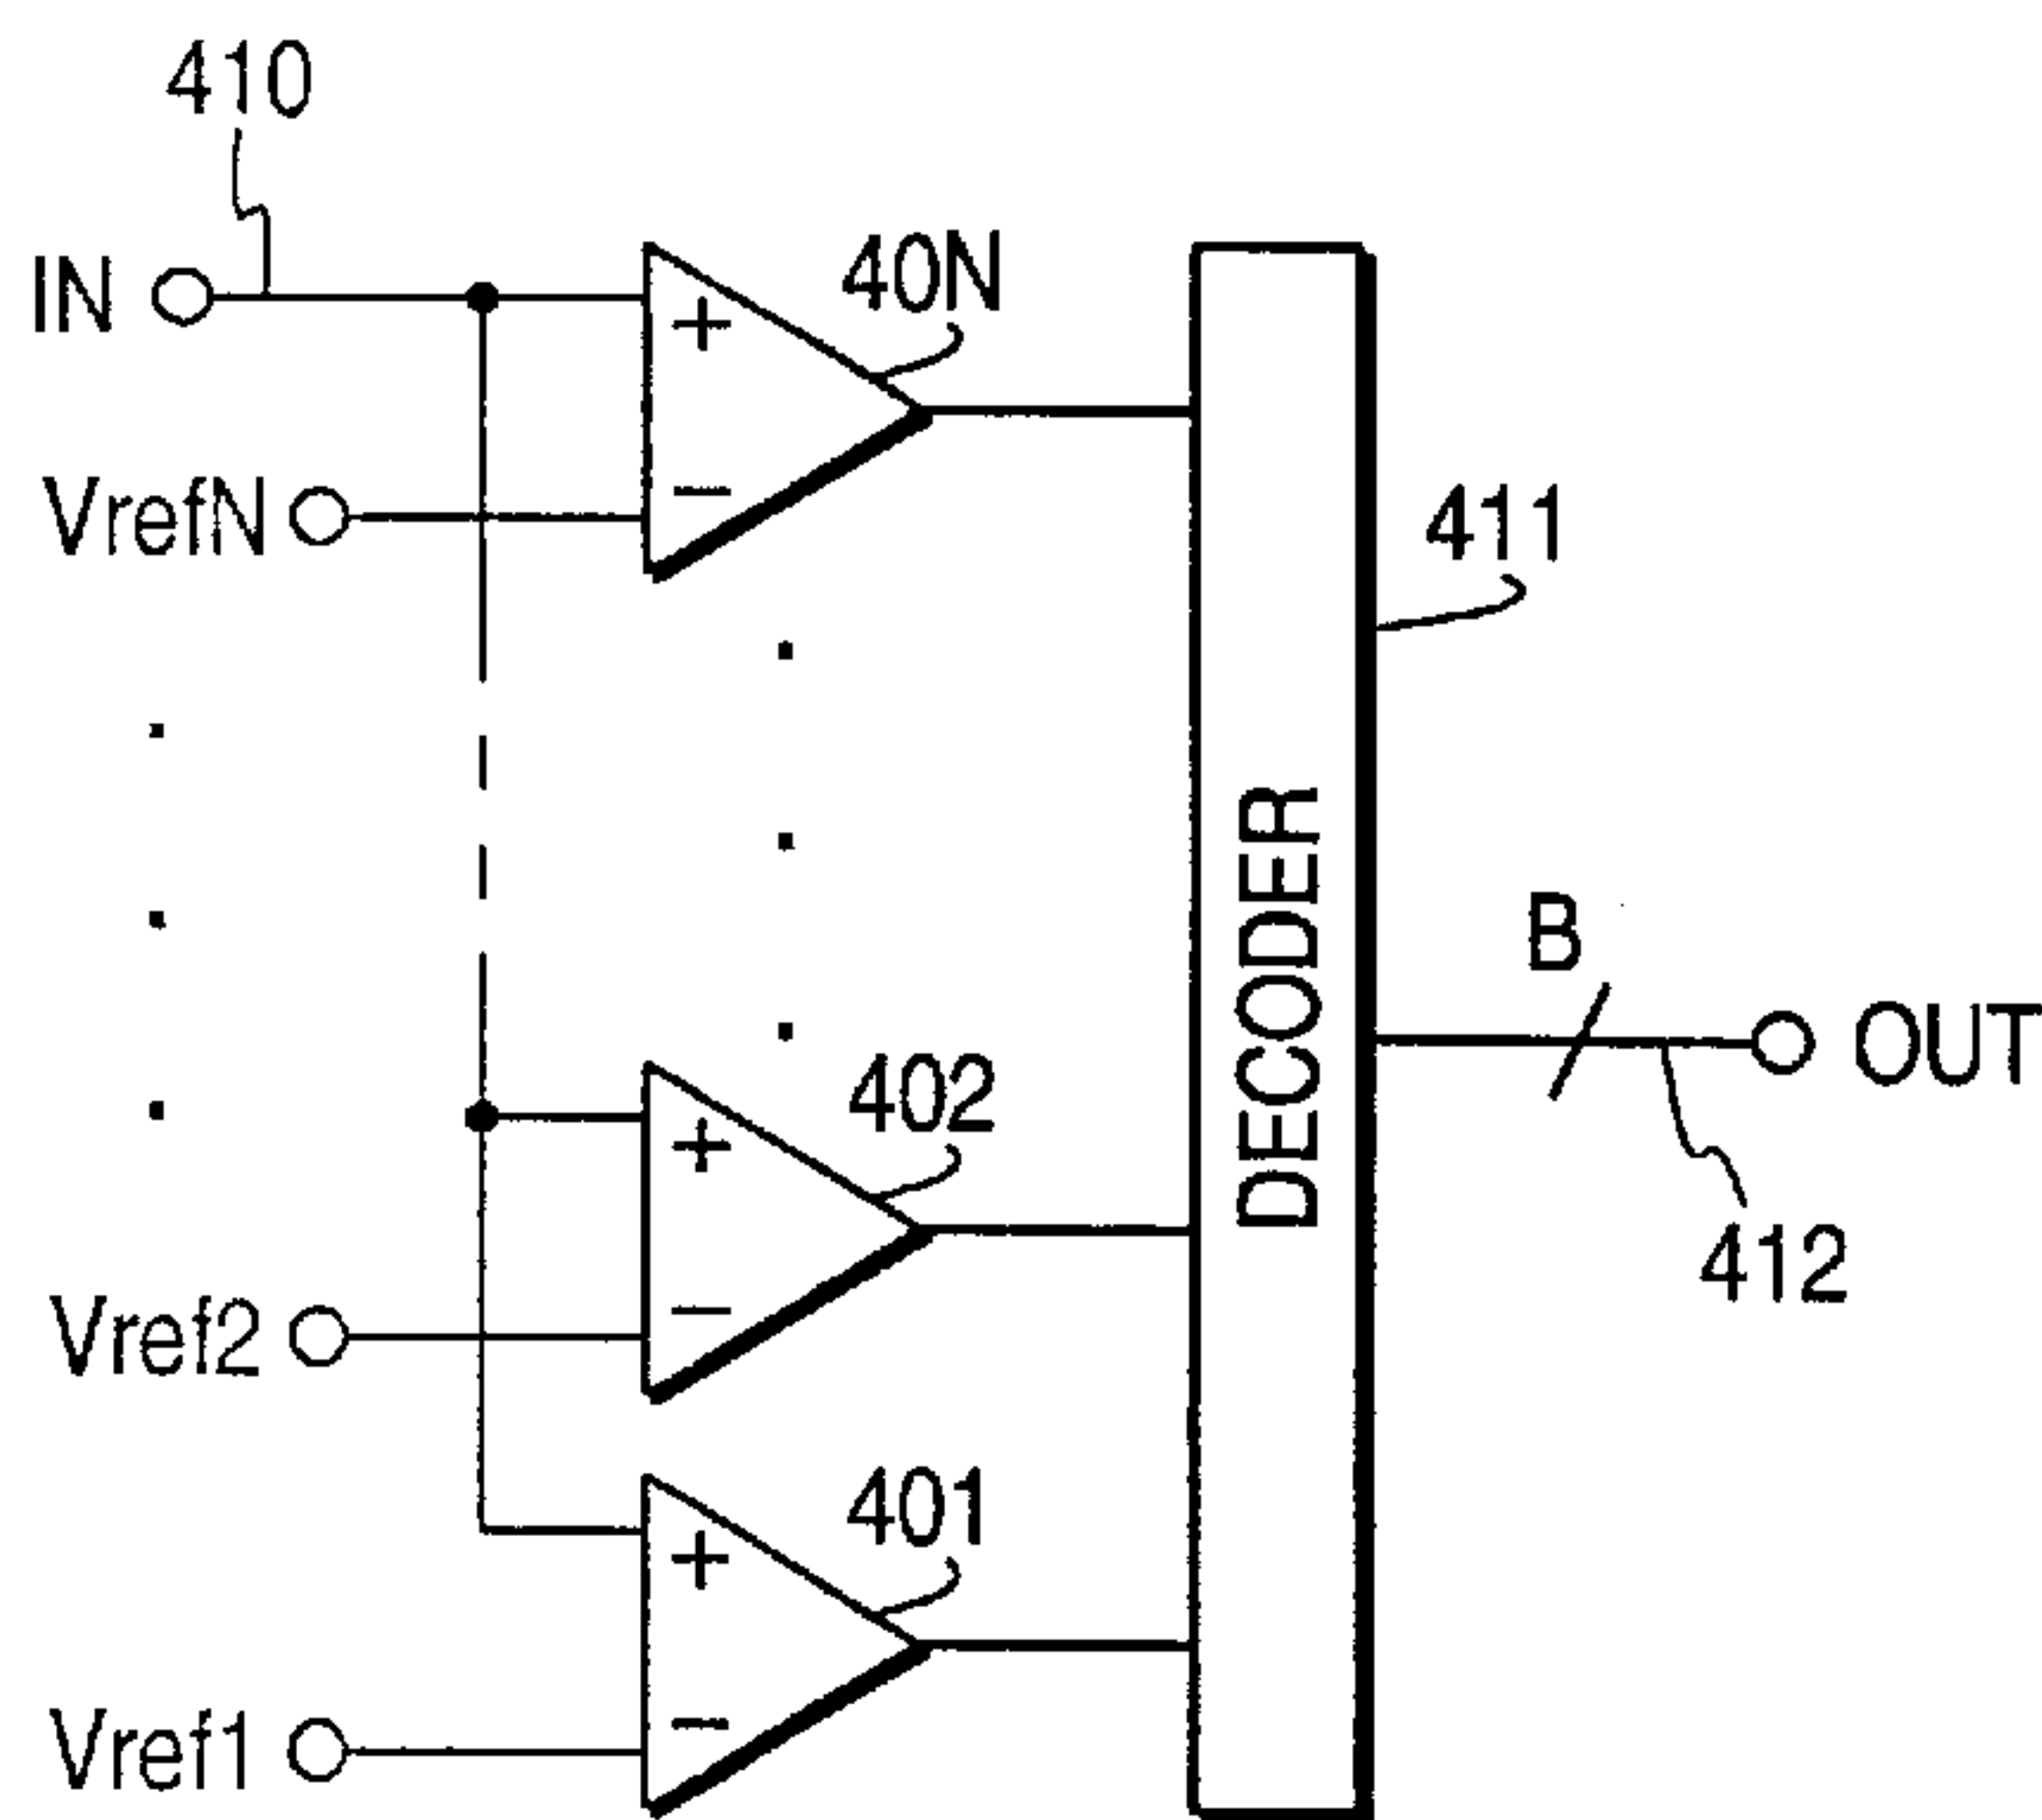 410
IN
+
40N
VrefN
−
411
DECODER
B
OUT
412
402
+
Vref2
−
401
+
Vref1
−